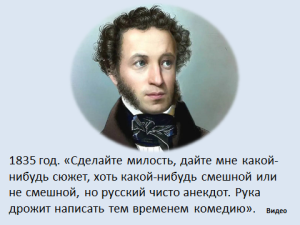 1835 год. «Сделайте милость, дайте мне какой-
нибудь сюжет, хоть какой-нибудь смешной или
не смешной, но русский чисто анекдот. Рука
дрожит написать тем временем комедию».
Видео